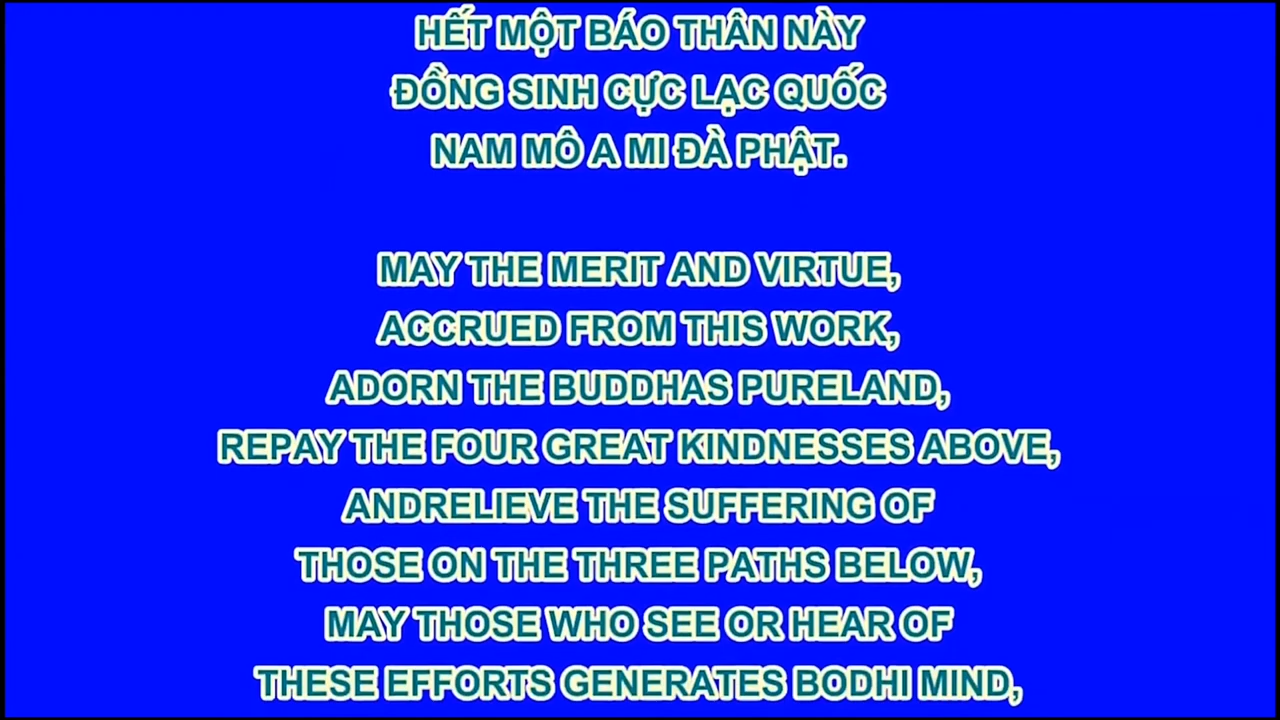 HẾT MỘT BÁO THÂN NÀY
ĐỒNG SINH CỰC LẠC QUỐC
NAM MÔ A MI ĐÀ PHẬT.
MAY THE MERIT AND VIRTUE,
ACCRUED FROM THIS WORK,
ADORN THE BUDDHAS PURELAND,
REPAY THE FOUR GREAT KINDNESSES ABOVE,
ANDRELIEVE THE SUFFERING OF
THOSE ON THE THREE PATHS BELOW,
MAY THOSE WHO SEE OR HEAR OF
THESE EFFORTS GENERATES BODHI MIND,